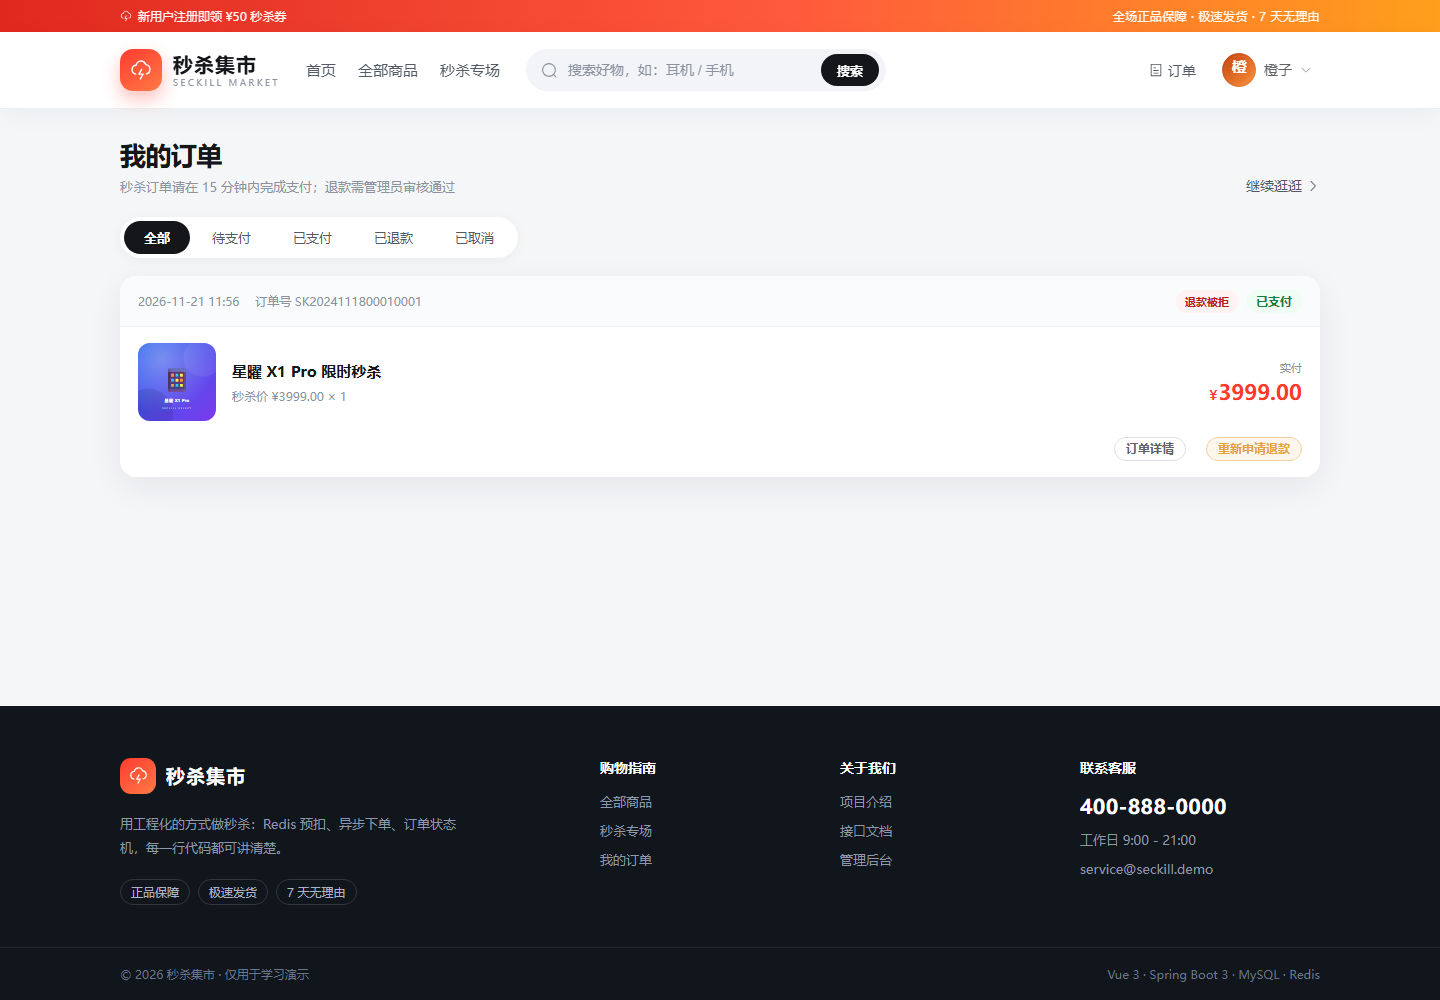 新用户注册即领 ¥50 秒杀券
全场正品保障 · 极速发货 · 7 天无理由
秒杀集市
SECKILL MARKET
首页
全部商品
秒杀专场
搜索好物，如：耳机 / 手机
搜索
订单
橙
橙子
我的订单
秒杀订单请在 15 分钟内完成支付；退款需管理员审核通过
继续逛逛
全部
待支付
已支付
已退款
已取消
2026-11-21 11:56
订单号 SK2024111800010001
退款被拒
已支付
星曜 X1 Pro
星曜 X1 Pro 限时秒杀
秒杀价 ¥3999.00 × 1
实付
¥3999.00
订单详情
重新申请退款
秒杀集市
用工程化的方式做秒杀：Redis 预扣、异步下单、订单状态
机，每一行代码都可讲清楚。
正品保障
极速发货
7 天无理由
购物指南
全部商品
秒杀专场
我的订单
关于我们
项目介绍
接口文档
管理后台
联系客服
400-888-0000
工作日 9:00 - 21:00
service@seckill.demo
© 2026 秒杀集市 · 仅用于学习演示
Vue 3 · Spring Boot 3 · MySQL · Redis